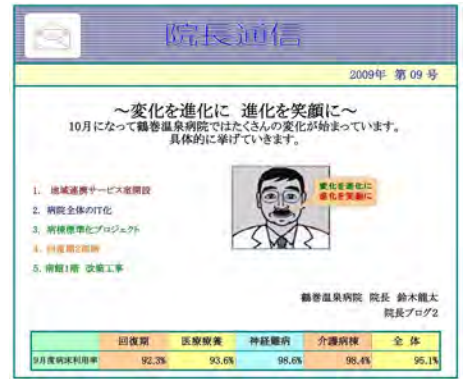 院長通信
2009年 第09号
～変化を進化に 進化を笑顔に～
10月になって鶴巻温泉病院ではたくさんの変化が始まっています。
具体的に挙げていきます。
1. 地域連携サービス室開設
2. 病院全体のIT化
3. 病棟標準化プロジェクト
4. 回復期2病棟
5. 南館1階 改築工事
変化を進化に
進化を笑顔に
鶴巻温泉病院 院長 鈴木龍太
院長ブログ2
回復期 医療療養 神経難病 介護病棟 全 体
9月度病床利用率 92.3% 93.6% 98.6% 98.4% 95.1%